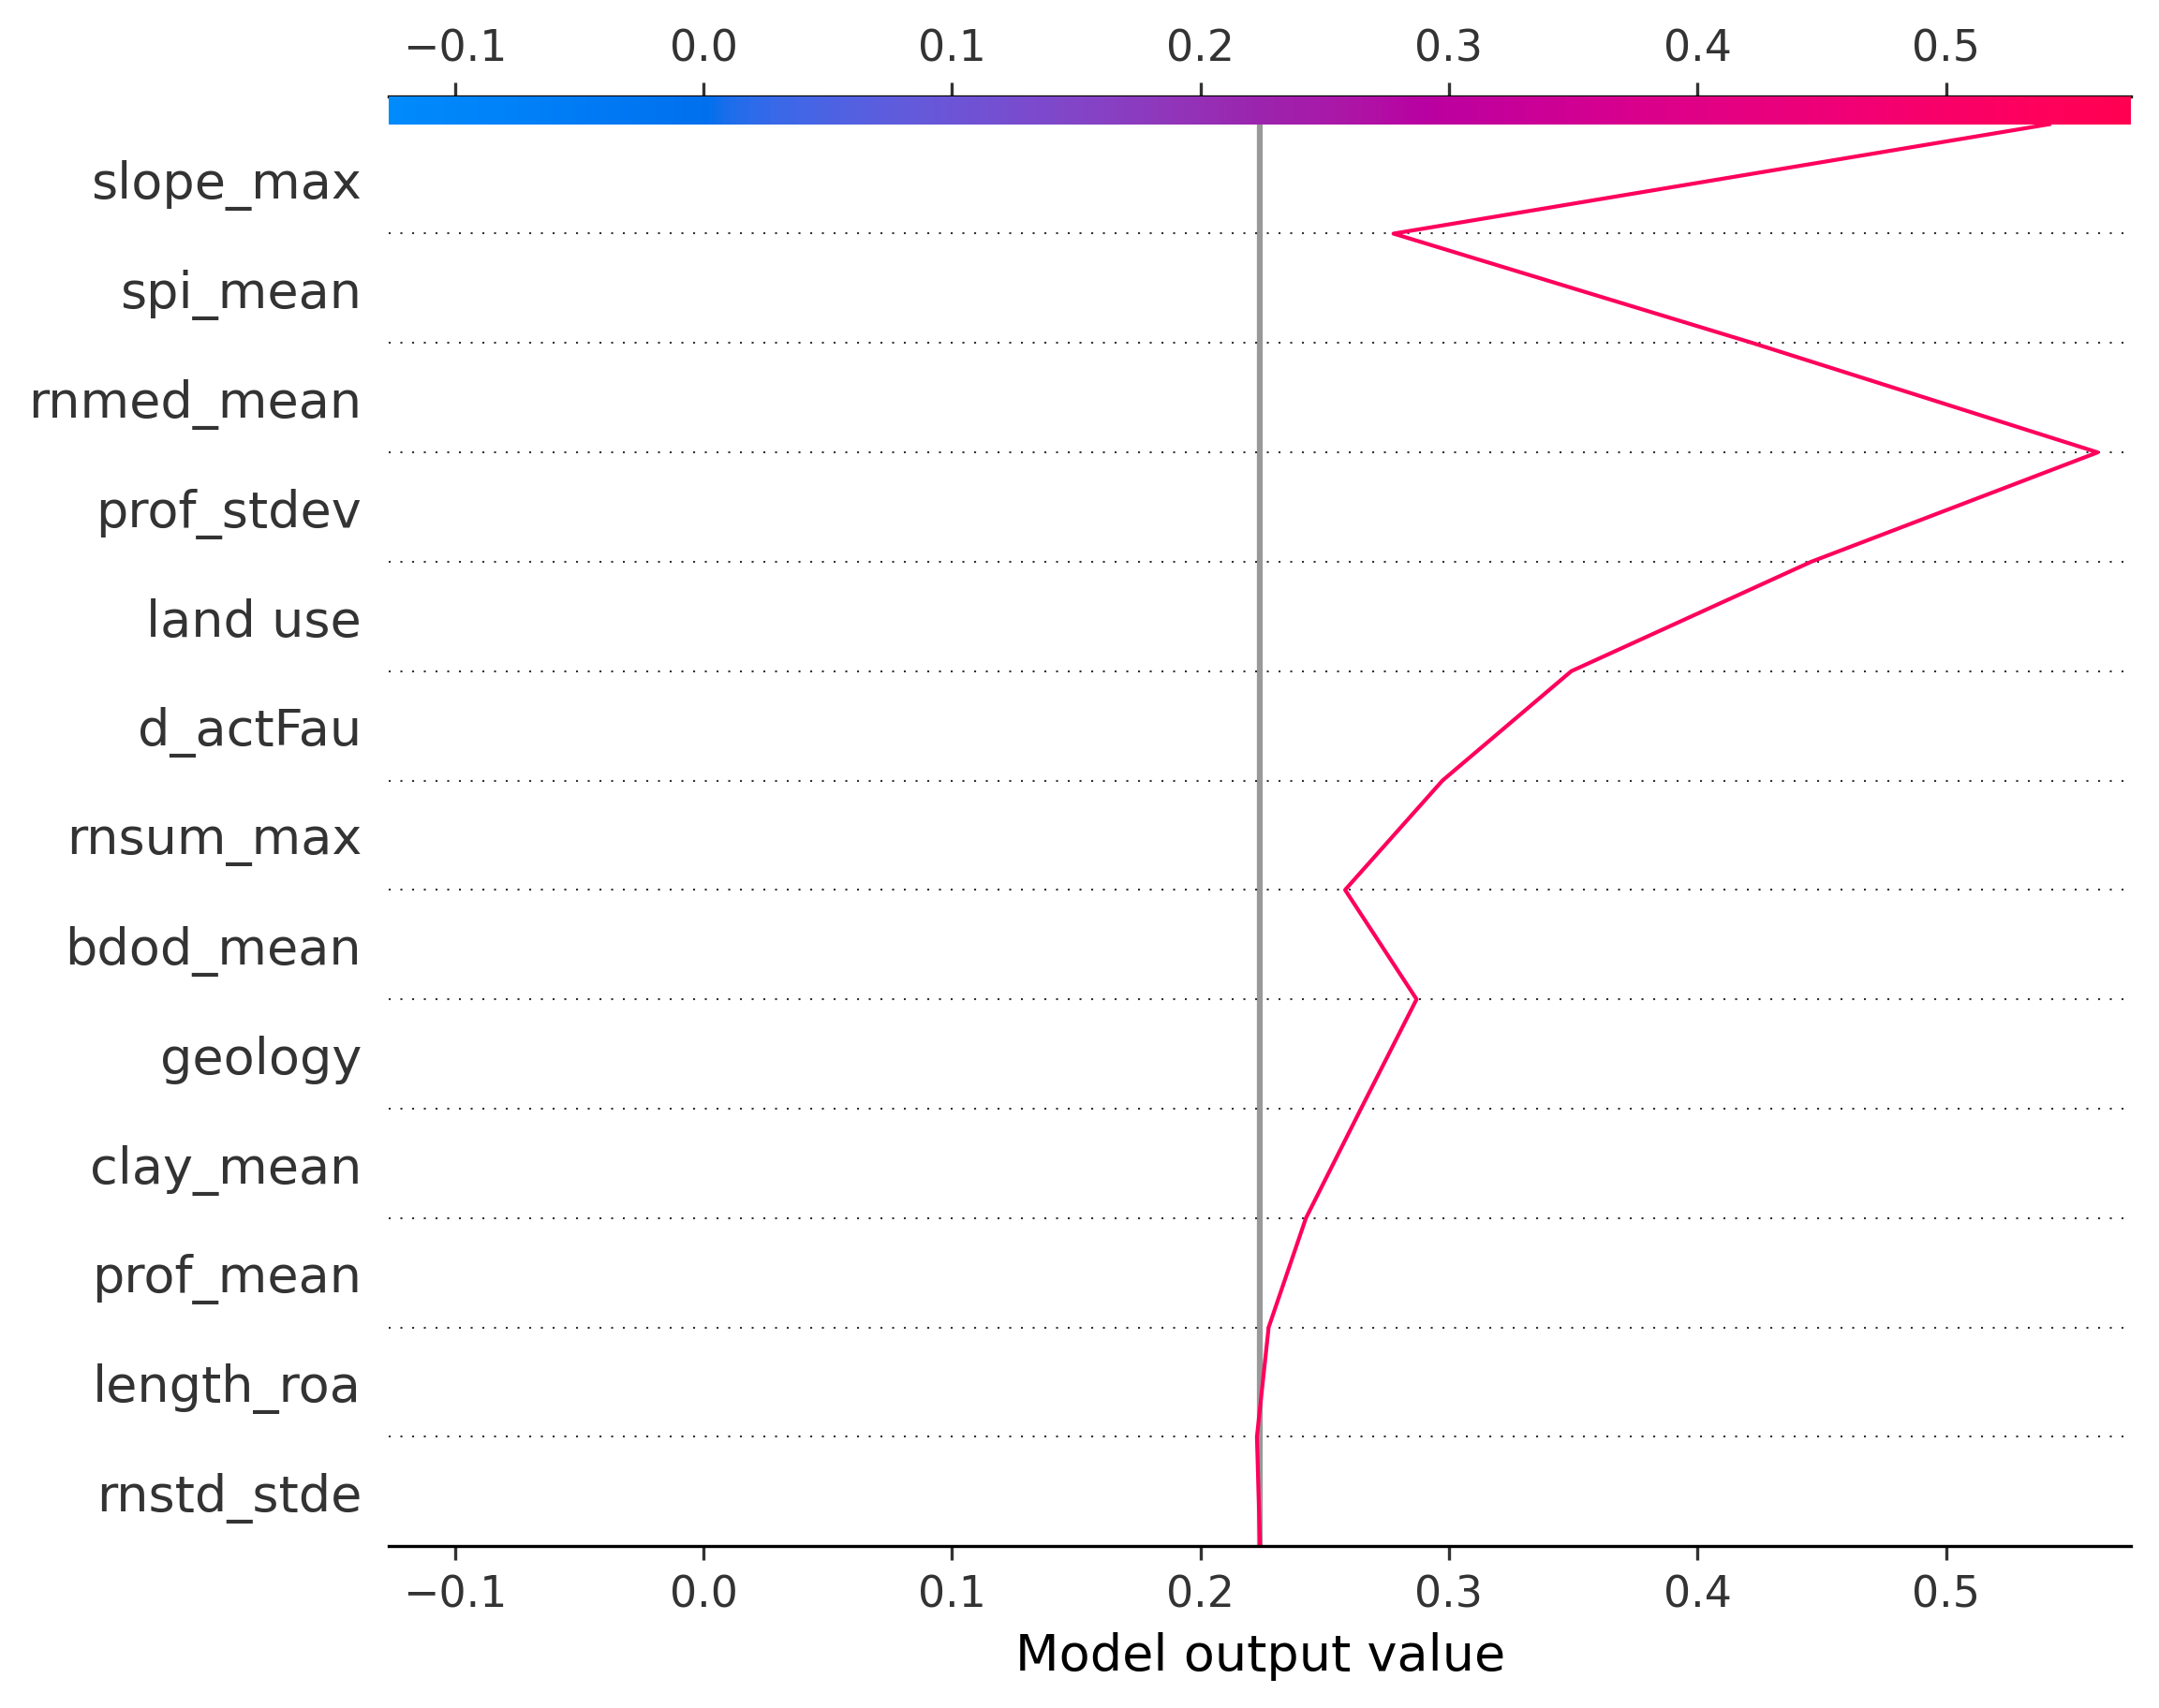 −0.1 0.0 0.1 0.2 0.3 0.4 0.5
slope_max
spi_mean
rnmed_mean
prof_stdev
land use
d_actFau
rnsum_max
bdod_mean
geology
clay_mean
prof_mean
length_roa
rnstd_stde
−0.1 0.0 0.1 0.2 0.3 0.4 0.5
Model output value